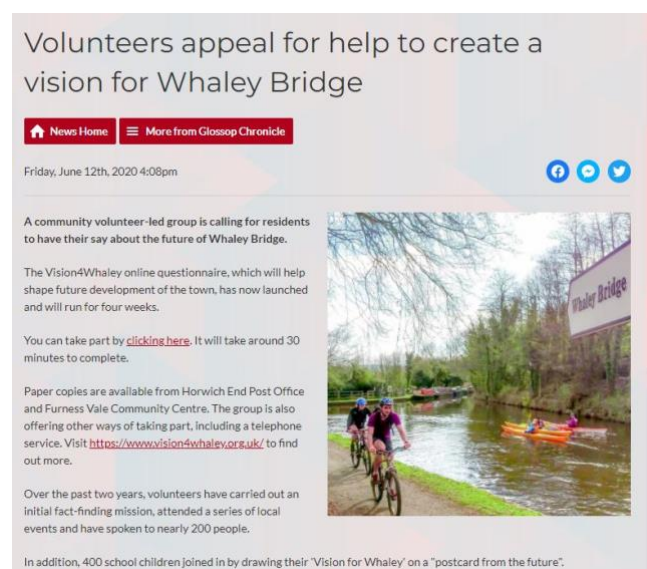 Volunteers appeal for help to create a
vision for Whaley Bridge
News Home
More from Glossop Chronicle
Friday, June 12th, 2020 4:08pm
A community volunteer-led group is calling for residents
to have their say about the future of Whaley Bridge.
The Vision4Whaley online questionnaire, which will help
shape future development of the town, has now launched
and will run for four weeks.
You can take part by clicking here. It will take around 30
minutes to complete.
Paper copies are available from Horwich End Post Office
and Furness Vale Community Centre. The group is also
offering other ways of taking part, including a telephone
service. Visit https://www.vision4whaley.org.uk/ to find
out more.
Over the past two years, volunteers have carried out an
initial fact-finding mission, attended a series of local
events and have spoken to nearly 200 people.
In addition, 400 school children joined in by drawing their 'Vision for Whaley' on a "postcard from the future".
Whaley Bridge